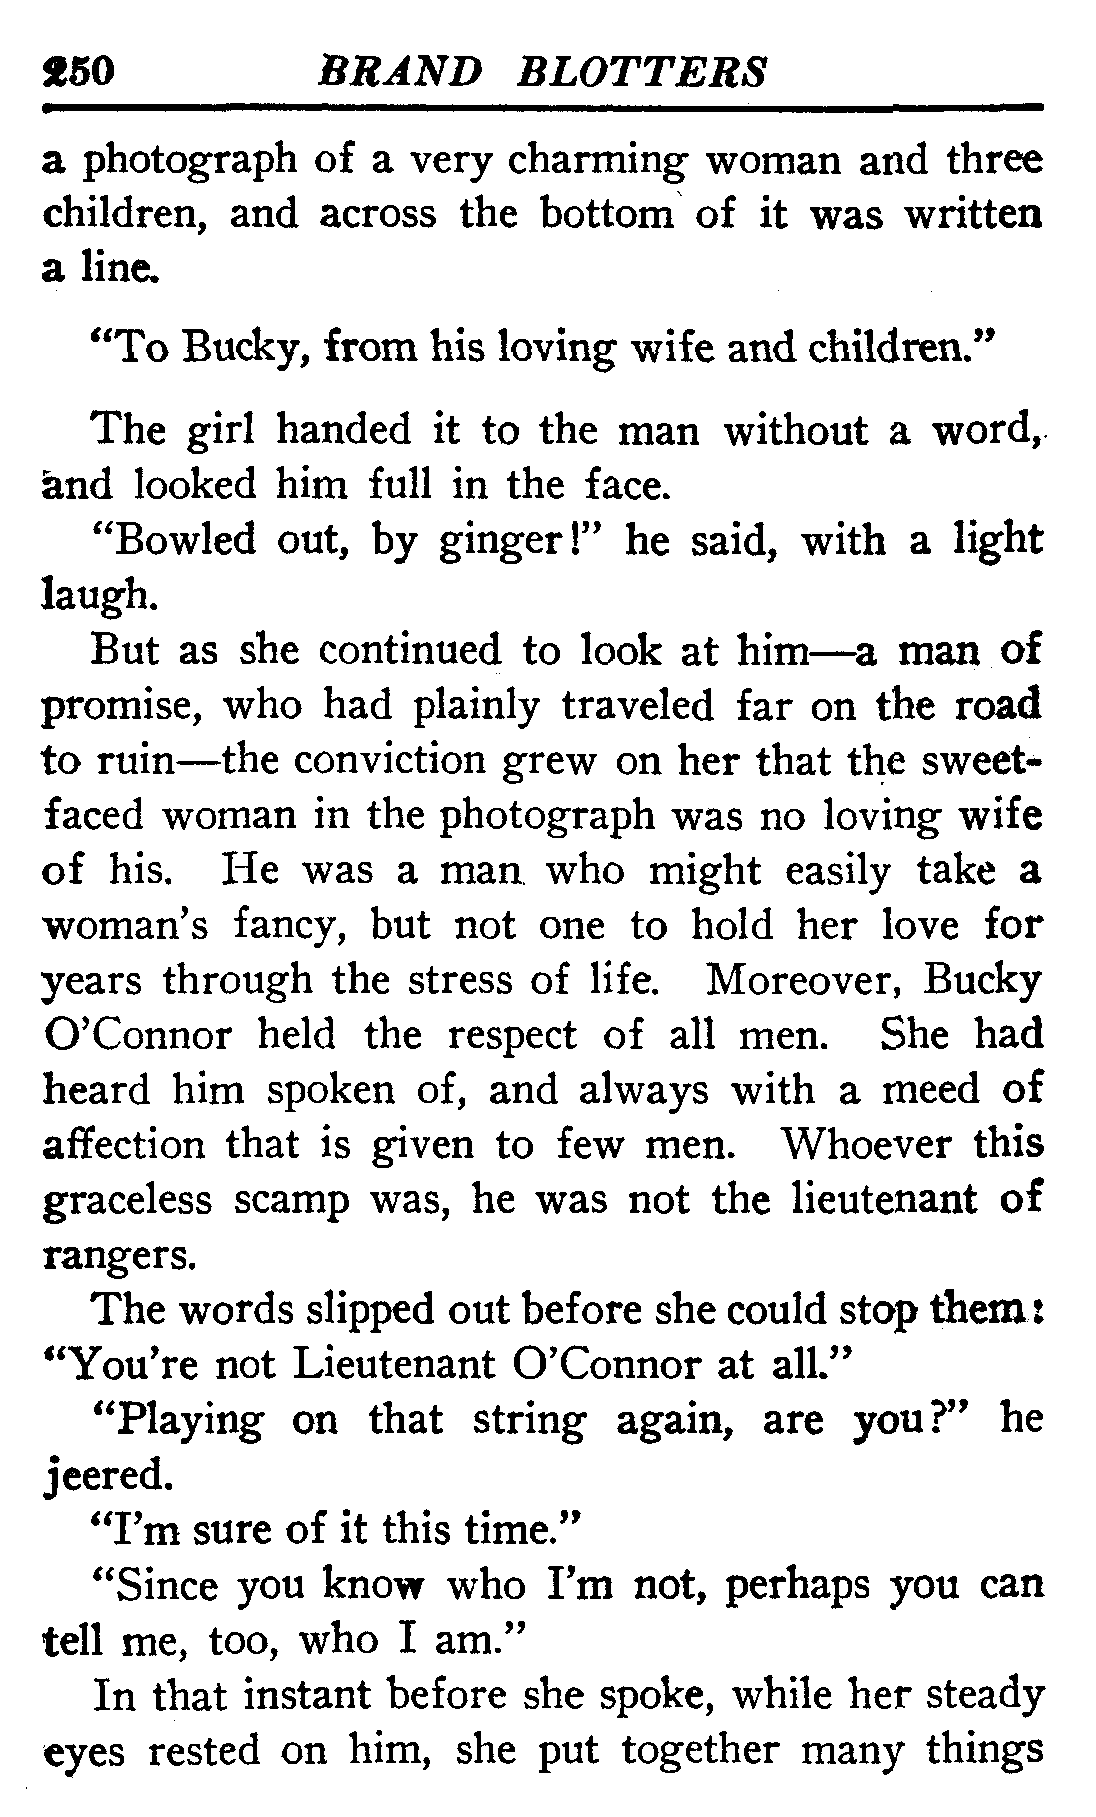 250 BRAND BLOTTERS
a photograph of a very charming woman and three
children, and across the bottom of it was written
a line.
"To Bucky, from his loving wife and children."
The girl handed it to the man without a word,
and looked him full in the face.
"Bowled out, by ginger!" he said, with a light
laugh.
But as she continued to look at him—a man of
promise, who had plainly traveled far on the road
to ruin—the conviction grew on her that the sweet-
faced woman in the photograph was no loving wife
of his. He was a man who might easily take a
woman's fancy, but not one to hold her love for
years through the stress of life. Moreover, Bucky
O'Connor held the respect of all men. She had
heard him spoken of, and always with a meed of
affection that is given to few men. Whoever this
graceless scamp was, he was not the lieutenant of
rangers.
The words slipped out before she could stop them:
"You're not Lieutenant O'Connor at all."
"Playing on that string again, are you?" he
jeered.
"I'm sure of it this time."
"Since you know who I'm not, perhaps you can
tell me, too, who I am."
In that instant before she spoke, while her steady
eyes rested on him, she put together many things